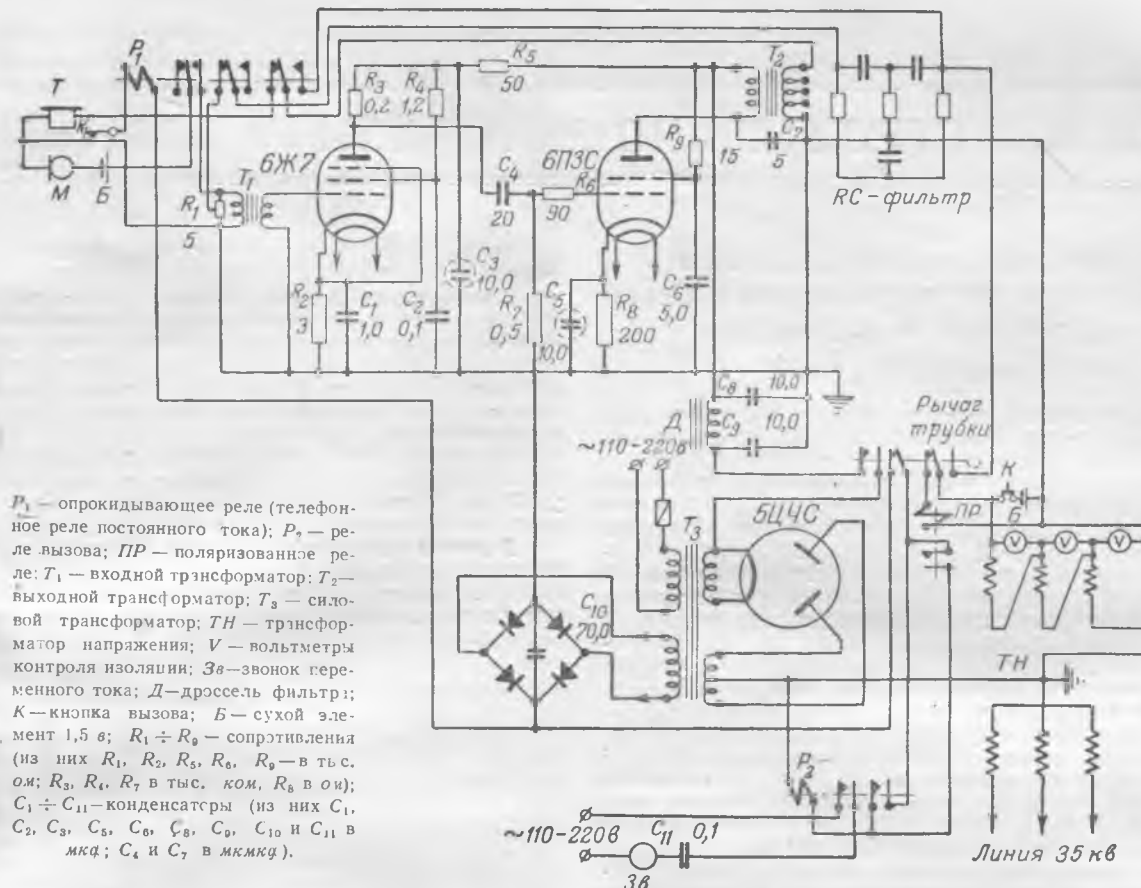 P₁
T
K
М
Б
R₁
5
T₁
6Ж7
R₃
0,2
R₄
1,2
R₅
50
C₄
20
R₆
90
6П3С
R₉
15
T₂
C₇
5
RC-фильтр
R₂
3
C₁
1,0
C₂
0,1
C₃
10,0
R₇
0,5
C₅
10,0
R₈
200
C₆
5,0
C₈
10,0
C₉
10,0
Д
~110-220в
Рычаг
трубки
К
ПР
Б
V
V
V
T₃
5ЦЧС
C₁₀
70,0
ТН
P₂
~110-220в
C₁₁ 0,1
Зв
Линия 35 кв
P₁ — опрокидывающее реле (телефон-
ное реле постоянного тока); P₂ — ре-
ле вызова; ПР — поляризованное ре-
ле; T₁ — входной трансформатор; T₂—
выходной трансформатор; T₃ — сило-
вой трансформатор; ТН — трансфор-
матор напряжения; V — вольтметры
контроля изоляции; Зв—звонок пере-
менного тока; Д—дроссель фильтра;
К—кнопка вызова; Б — сухой эле-
мент 1,5 в; R₁ ÷ R₉ — сопротивления
(из них R₁, R₂, R₅, R₆, R₉ — в тыс.
ом; R₃, R₄, R₇ в тыс. ком, R₈ в ом);
C₁ ÷ C₁₁—конденсаторы (из них C₁,
C₂, C₃, C₅, C₆, C₈, C₉, C₁₀ и C₁₁ в
мкф; C₄ и C₇ в мкмкф).